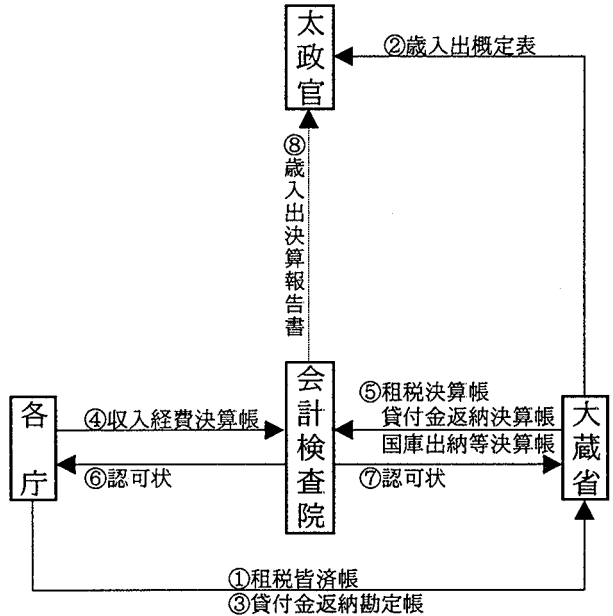 太政官
②歳入出概定表
⑧歳入出決算報告書
各庁
④収入経費決算帳
⑥認可状
会計検査院
⑤租税決算帳
貸付金返納決算帳
国庫出納等決算帳
⑦認可状
大蔵省
①租税皆済帳
③貸付金返納勘定帳